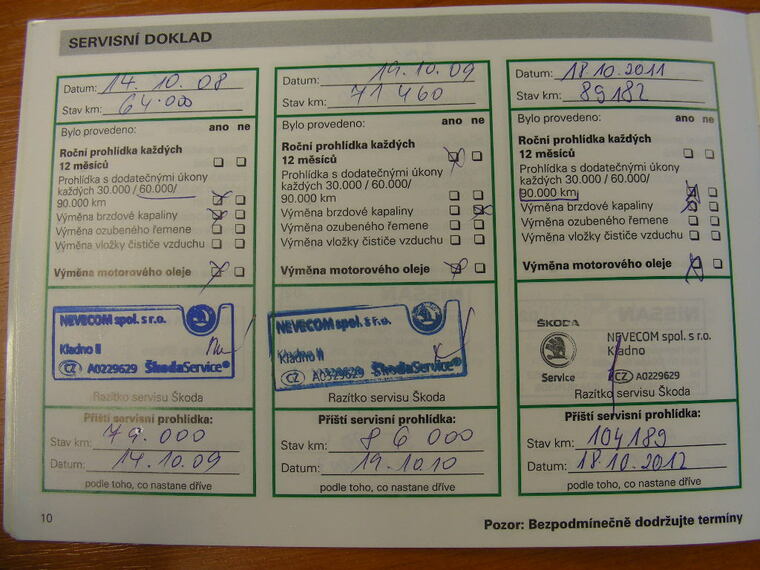 SERVISNÍ DOKLAD
Datum: 14.10.08
Stav km: 64.000
Bylo provedeno: ano ne
Roční prohlídka každých
12 měsíců
Prohlídka s dodatečnými úkony
každých 30.000 / 60.000/
90.000 km
Výměna brzdové kapaliny
Výměna ozubeného řemene
Výměna vložky čističe vzduchu
Výměna motorového oleje
NEVECOM spol. s r.o.
Kladno II
CZ A0229629 ŠkodaService®
Razítko servisu Škoda
Příští servisní prohlídka:
Stav km: 79.000
Datum: 14.10.09
podle toho, co nastane dříve
Datum: 19.10.09
Stav km: 71 460
Bylo provedeno: ano ne
Roční prohlídka každých
12 měsíců
Prohlídka s dodatečnými úkony
každých 30.000 / 60.000/
90.000 km
Výměna brzdové kapaliny
Výměna ozubeného řemene
Výměna vložky čističe vzduchu
Výměna motorového oleje
NEVECOM spol. s r.o.
Kladno II
CZ A0229629 ŠkodaService®
Razítko servisu Škoda
Příští servisní prohlídka:
Stav km: 86 000
Datum: 19.10.10
podle toho, co nastane dříve
Datum: 18.10.2011
Stav km: 89182
Bylo provedeno: ano ne
Roční prohlídka každých
12 měsíců
Prohlídka s dodatečnými úkony
každých 30.000 / 60.000/
90.000 km
Výměna brzdové kapaliny
Výměna ozubeného řemene
Výměna vložky čističe vzduchu
Výměna motorového oleje
ŠKODA
NEVECOM spol. s r.o.
Kladno
Service CZ A0229629
Razítko servisu Škoda
Příští servisní prohlídka:
Stav km: 104189
Datum: 18.10.2012
podle toho, co nastane dříve
10
Pozor: Bezpodmínečně dodržujte termíny